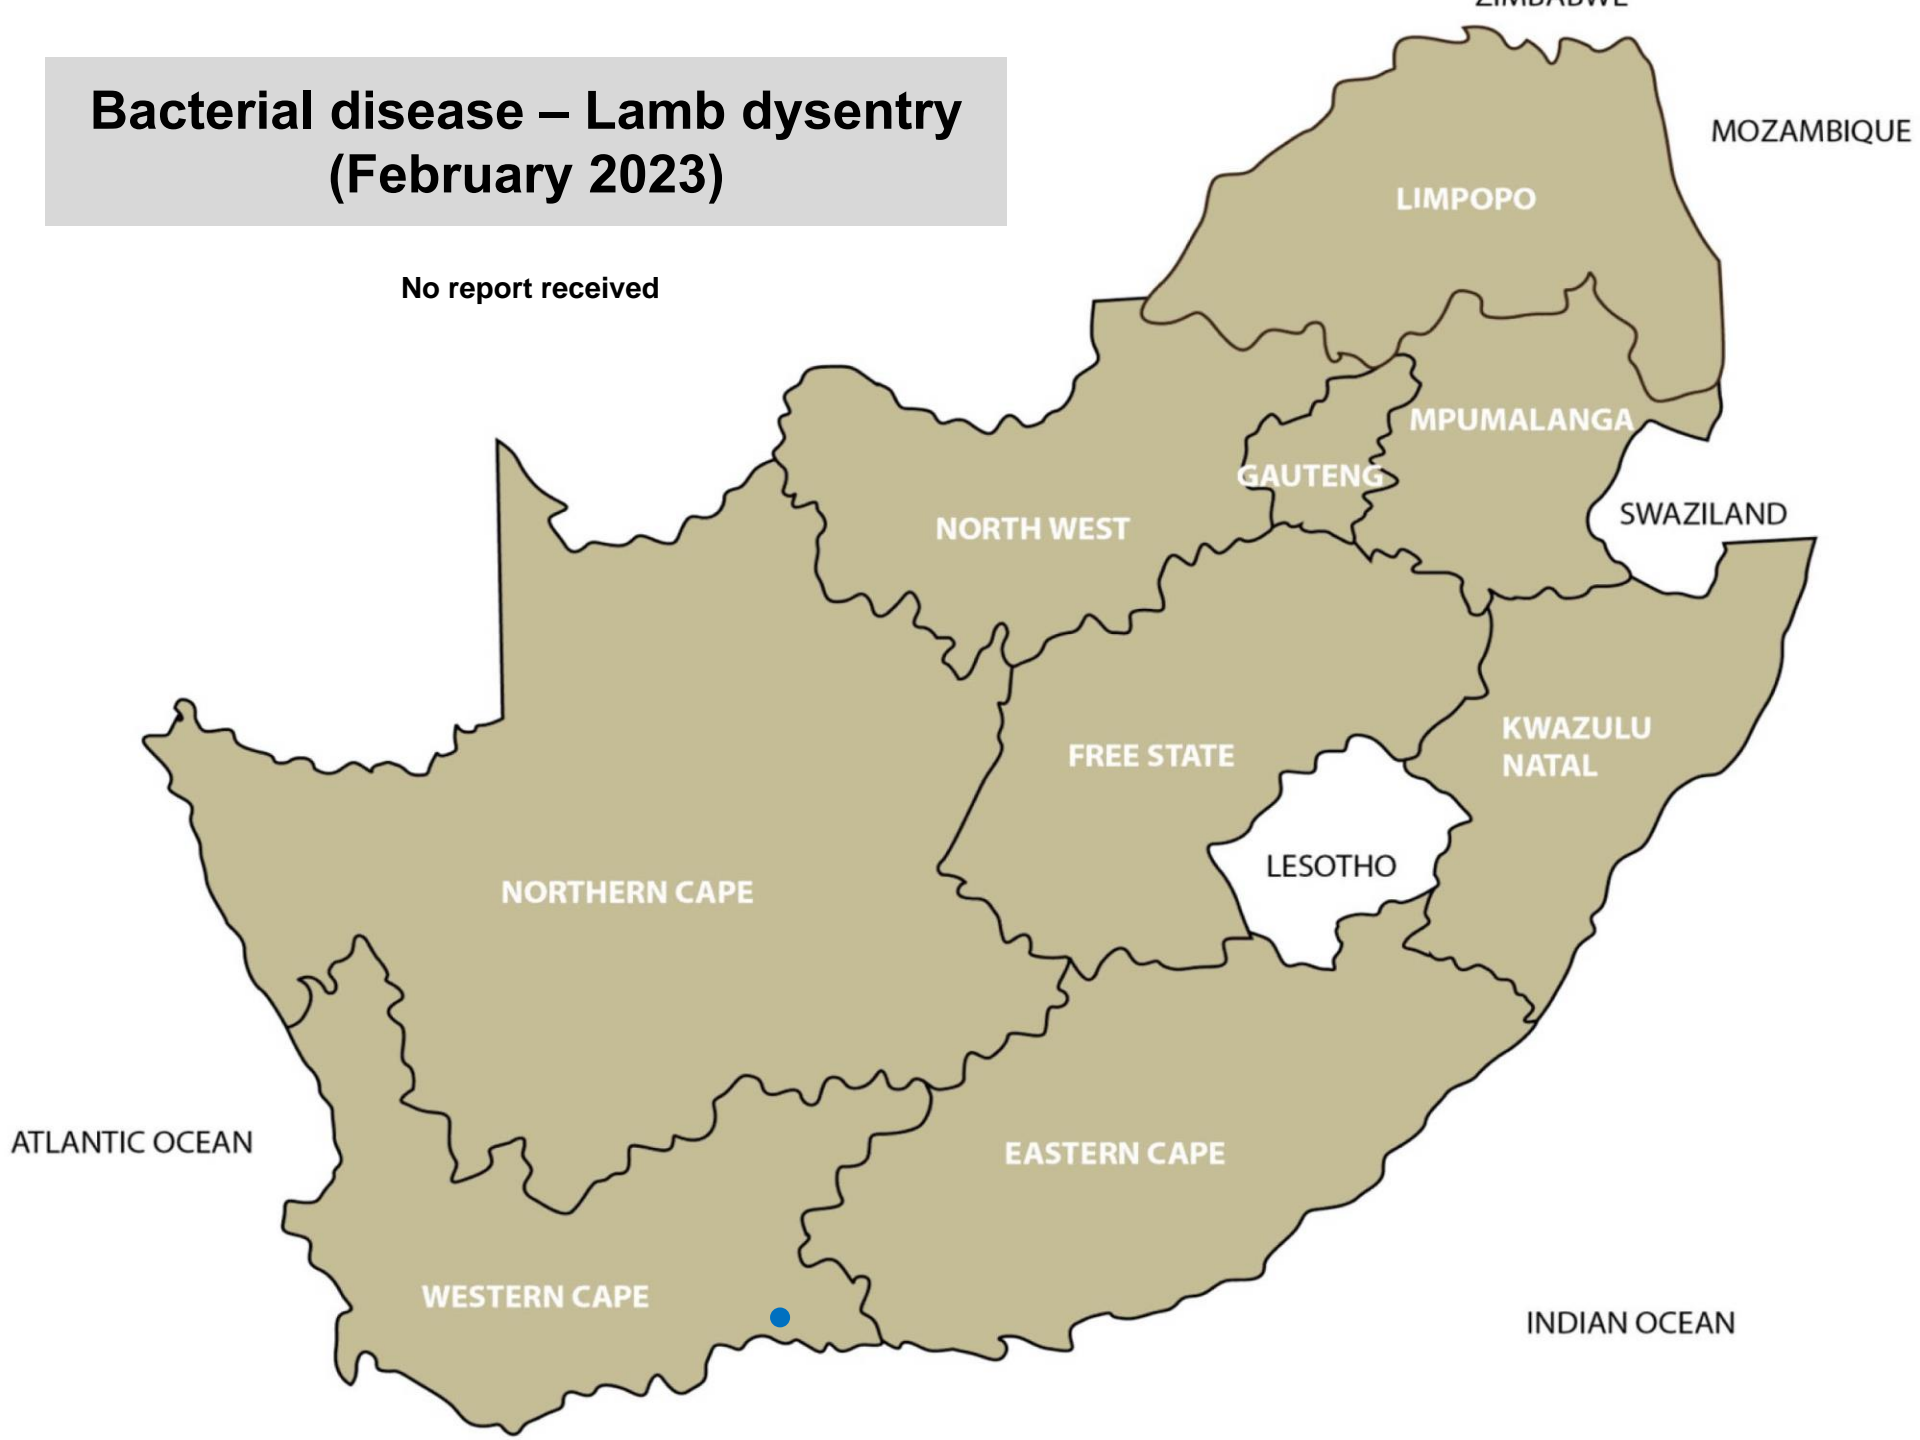 ZIMBABWE
Bacterial disease – Lamb dysentry
(February 2023)
MOZAMBIQUE
LIMPOPO
No report received
MPUMALANGA
GAUTENG
SWAZILAND
NORTH WEST
KWAZULU
NATAL
FREE STATE
LESOTHO
NORTHERN CAPE
ATLANTIC OCEAN
EASTERN CAPE
WESTERN CAPE
INDIAN OCEAN